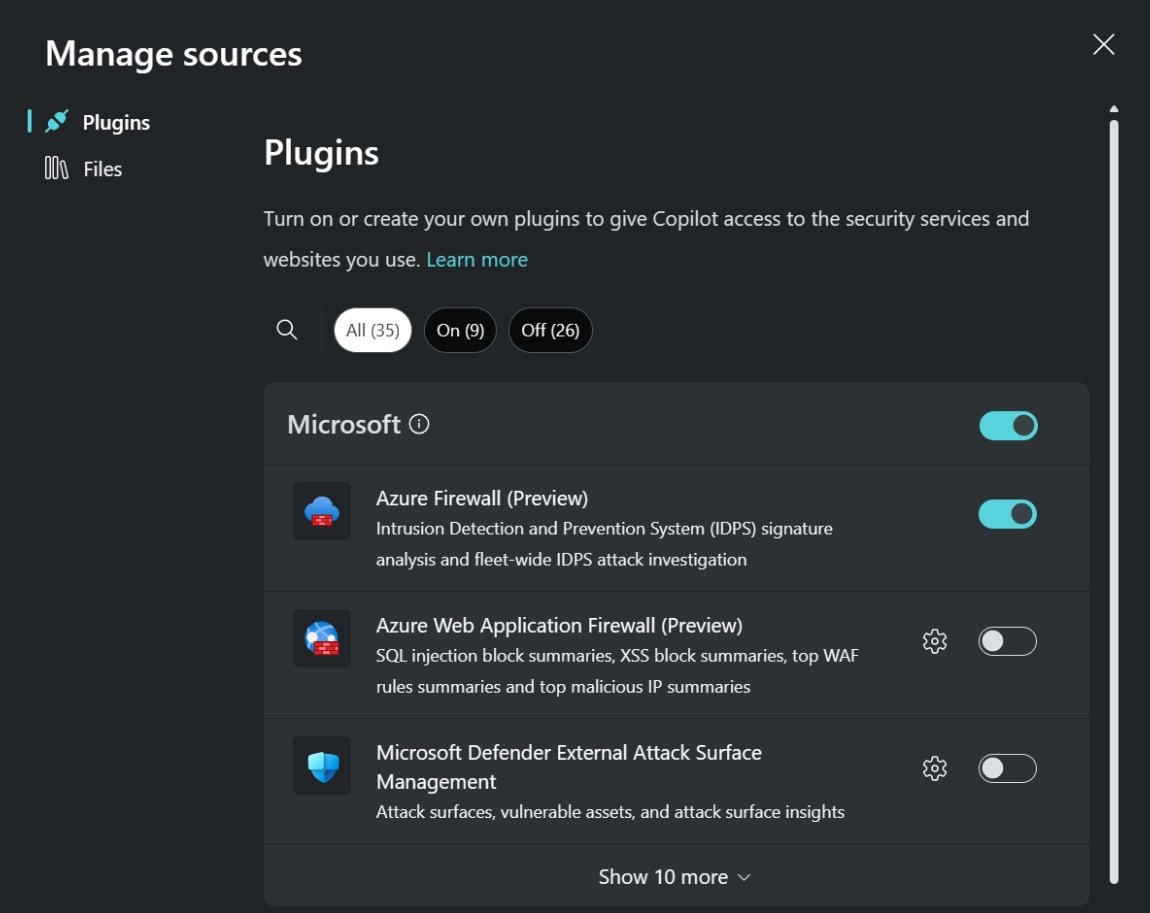 Manage sources
Plugins
Files
Plugins
Turn on or create your own plugins to give Copilot access to the security services and
websites you use. Learn more
All (35)
On (9)
Off (26)
Microsoft
Azure Firewall (Preview)
Intrusion Detection and Prevention System (IDPS) signature
analysis and fleet-wide IDPS attack investigation
Azure Web Application Firewall (Preview)
SQL injection block summaries, XSS block summaries, top WAF
rules summaries and top malicious IP summaries
Microsoft Defender External Attack Surface
Management
Attack surfaces, vulnerable assets, and attack surface insights
Show 10 more